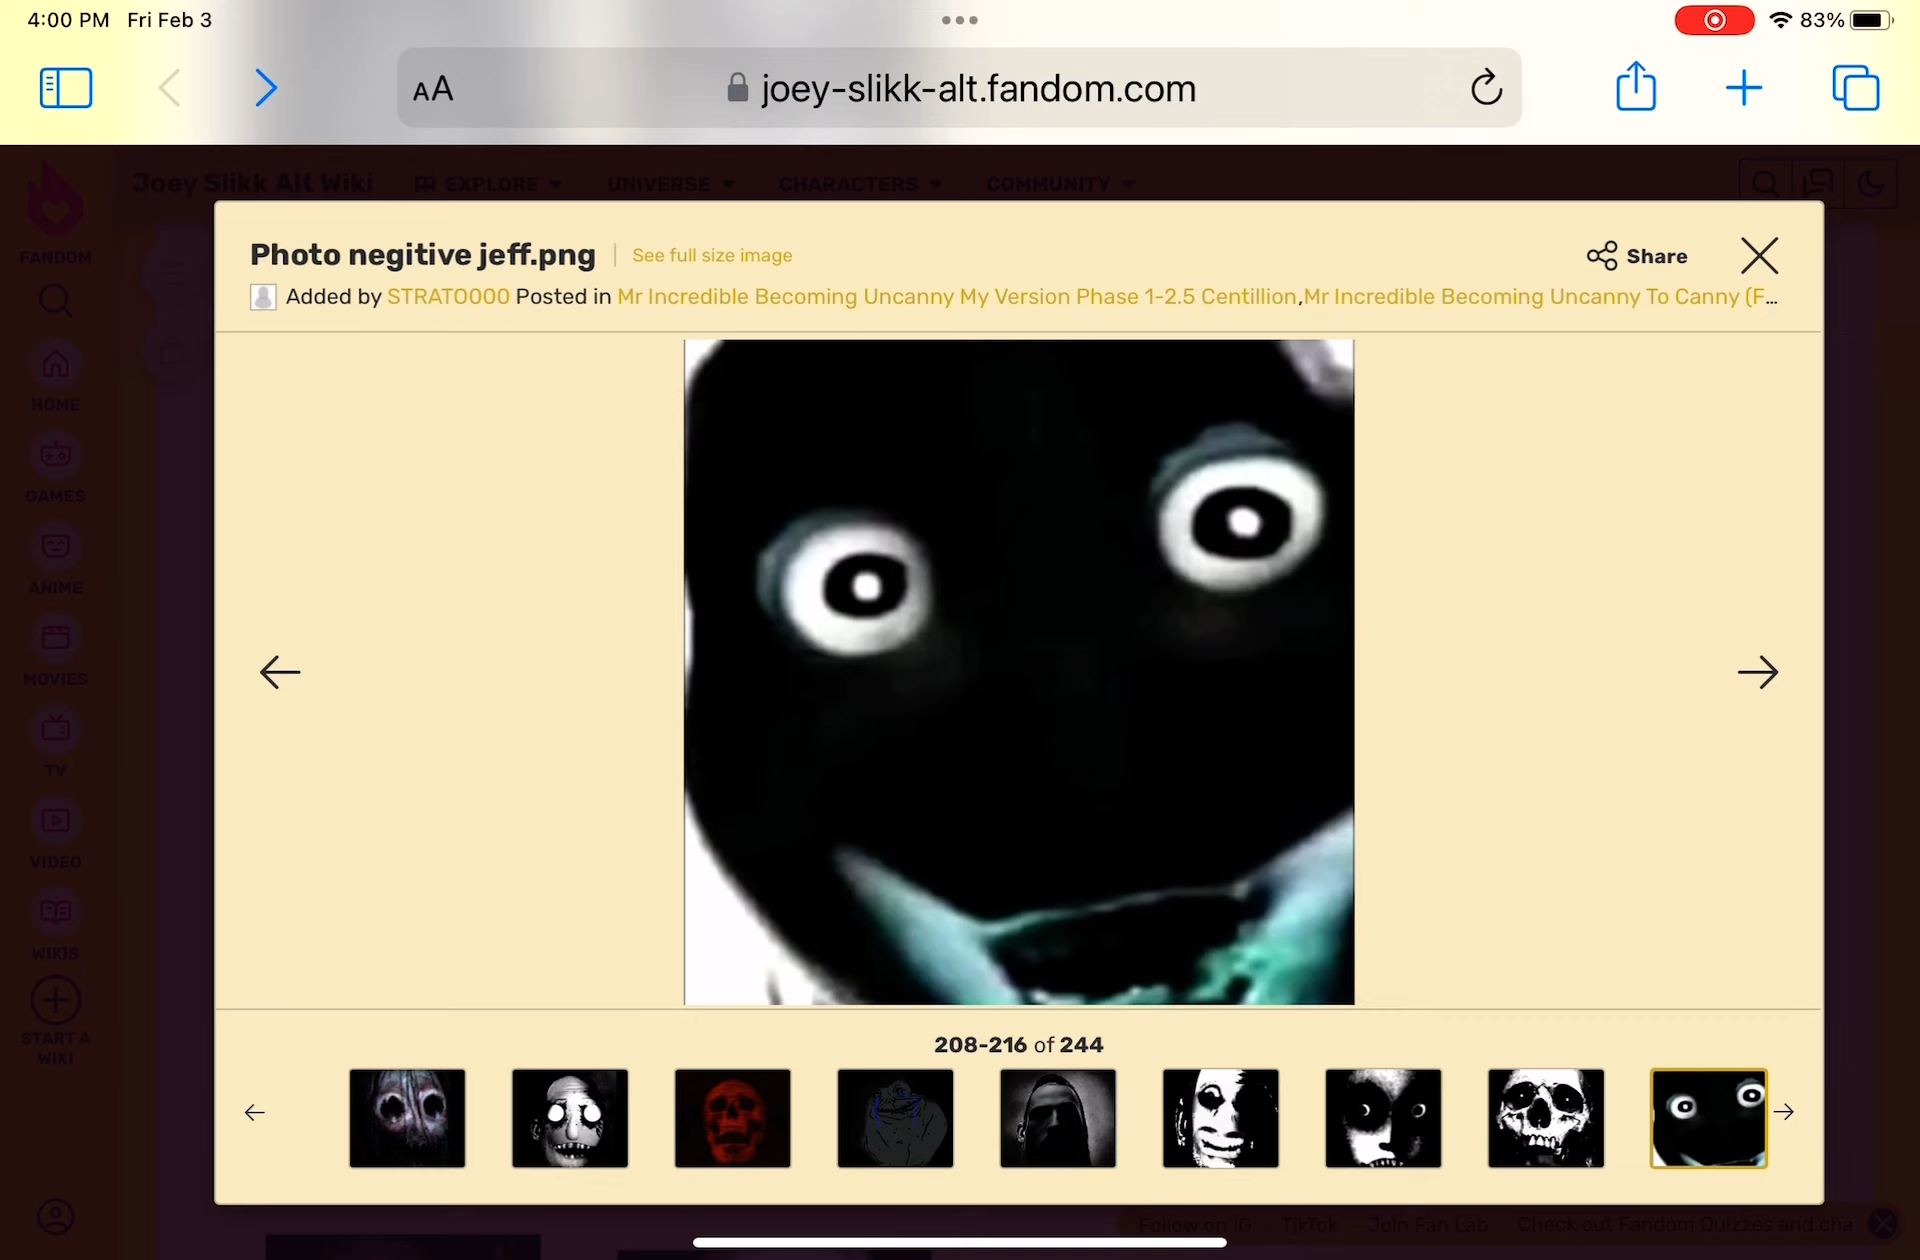 4:00 PM Fri Feb 3
83%
AA
joey-slikk-alt.fandom.com
Joey Slikk Alt Wiki
EXPLORE
UNIVERSE
CHARACTERS
COMMUNITY
FANDOM
HOME
GAMES
ANIME
MOVIES
TV
VIDEO
WIKIS
START A
WIKI
Photo negitive jeff.png
See full size image
Share
Added by STRATOOOO Posted in Mr Incredible Becoming Uncanny My Version Phase 1-2.5 Centillion,Mr Incredible Becoming Uncanny To Canny (F...
208-216 of 244
Follow on IG TikTok Join Fan Lab Check out Fandom Quizzes and cha